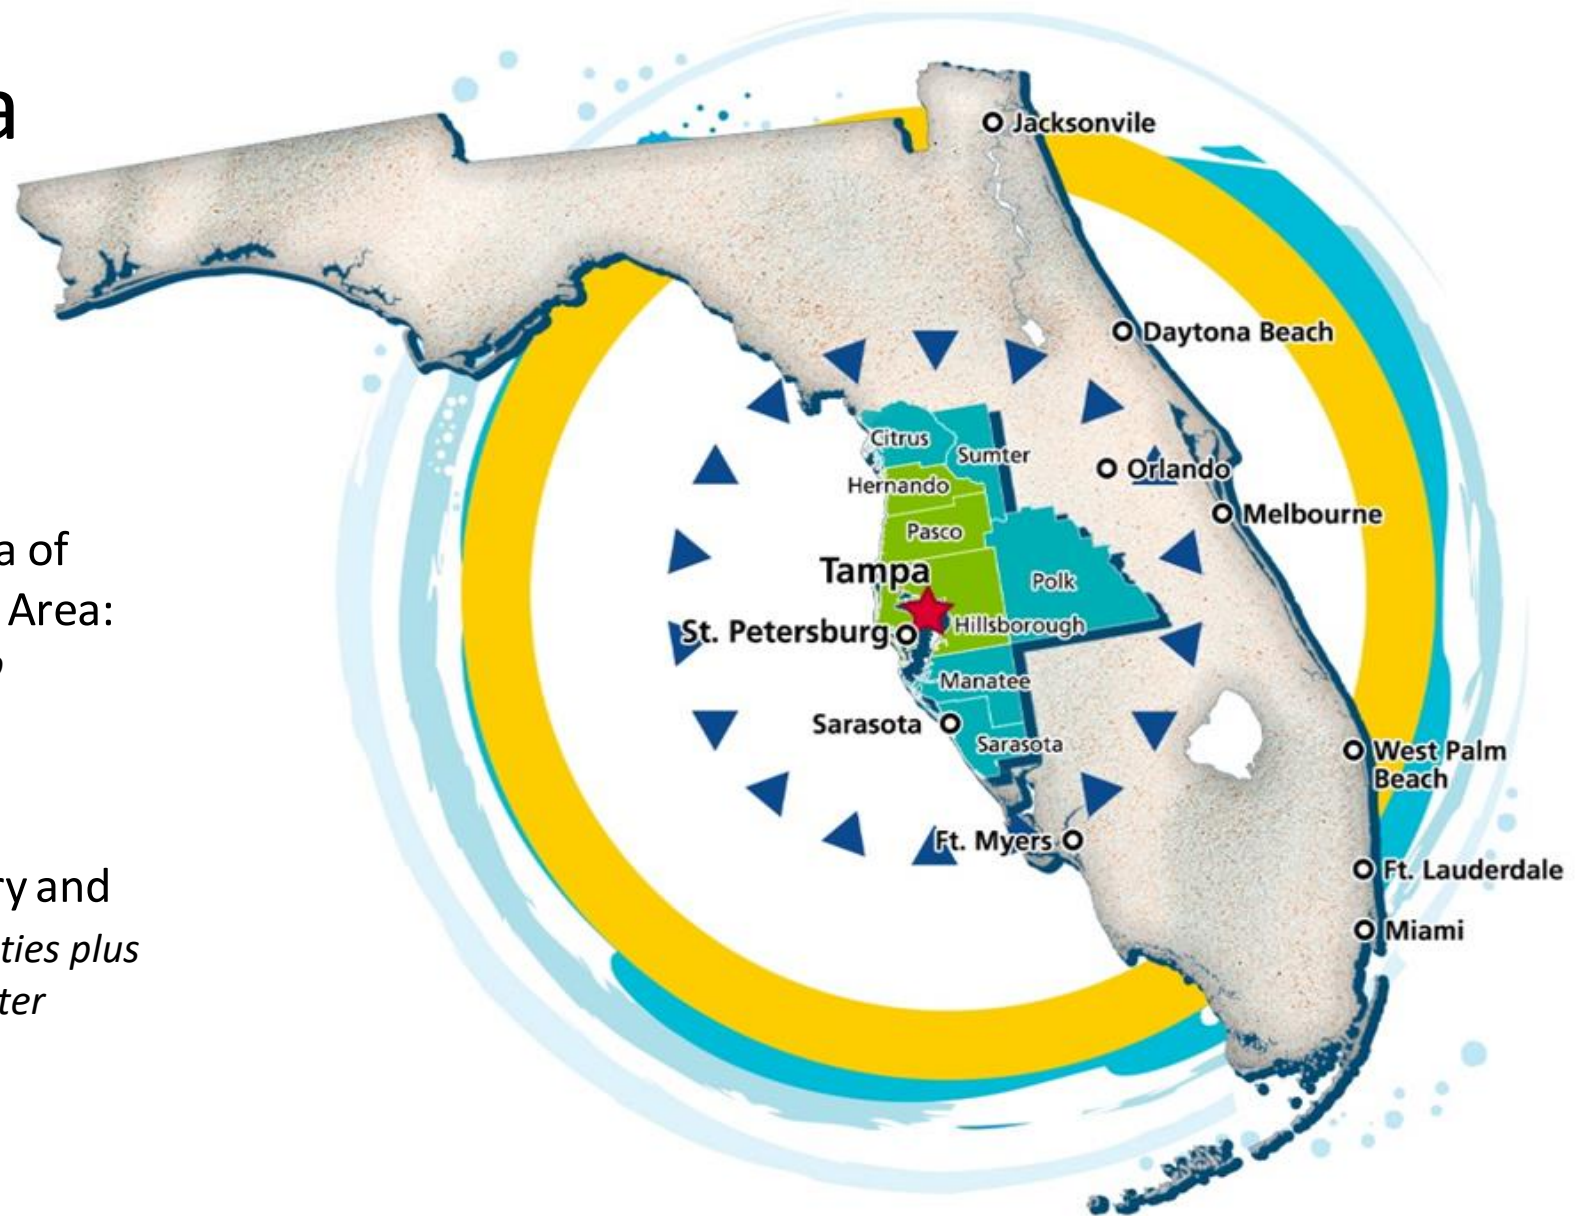 a
a of
Area:
ry and
ties plus
ter
Jacksonvile
Daytona Beach
Citrus
Sumter
Orlando
Hernando
Melbourne
Pasco
Tampa
Polk
St. Petersburg
Hillsborough
Manatee
Sarasota
Sarasota
West Palm
Beach
Ft. Myers
Ft. Lauderdale
Miami